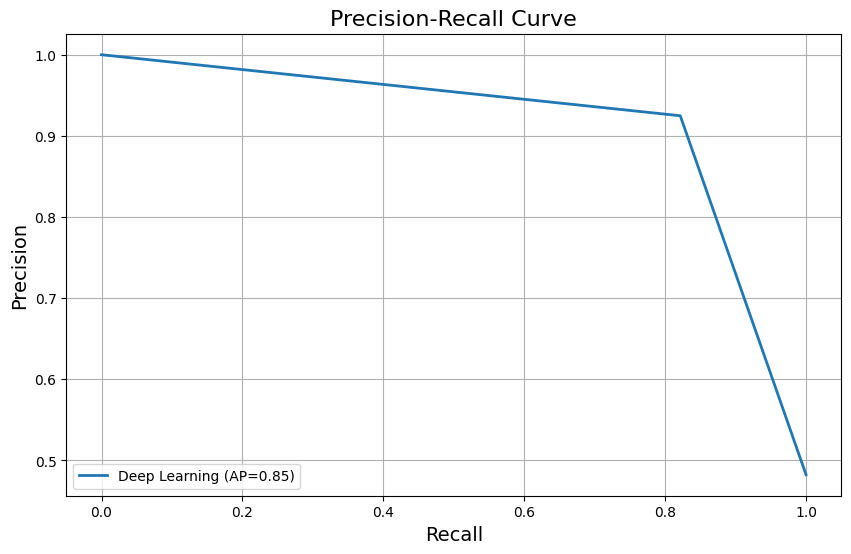 Precision-Recall Curve
1.0
0.9
0.8
0.7
0.6
0.5
Precision
Deep Learning (AP=0.85)
0.0 0.2 0.4 0.6 0.8 1.0
Recall